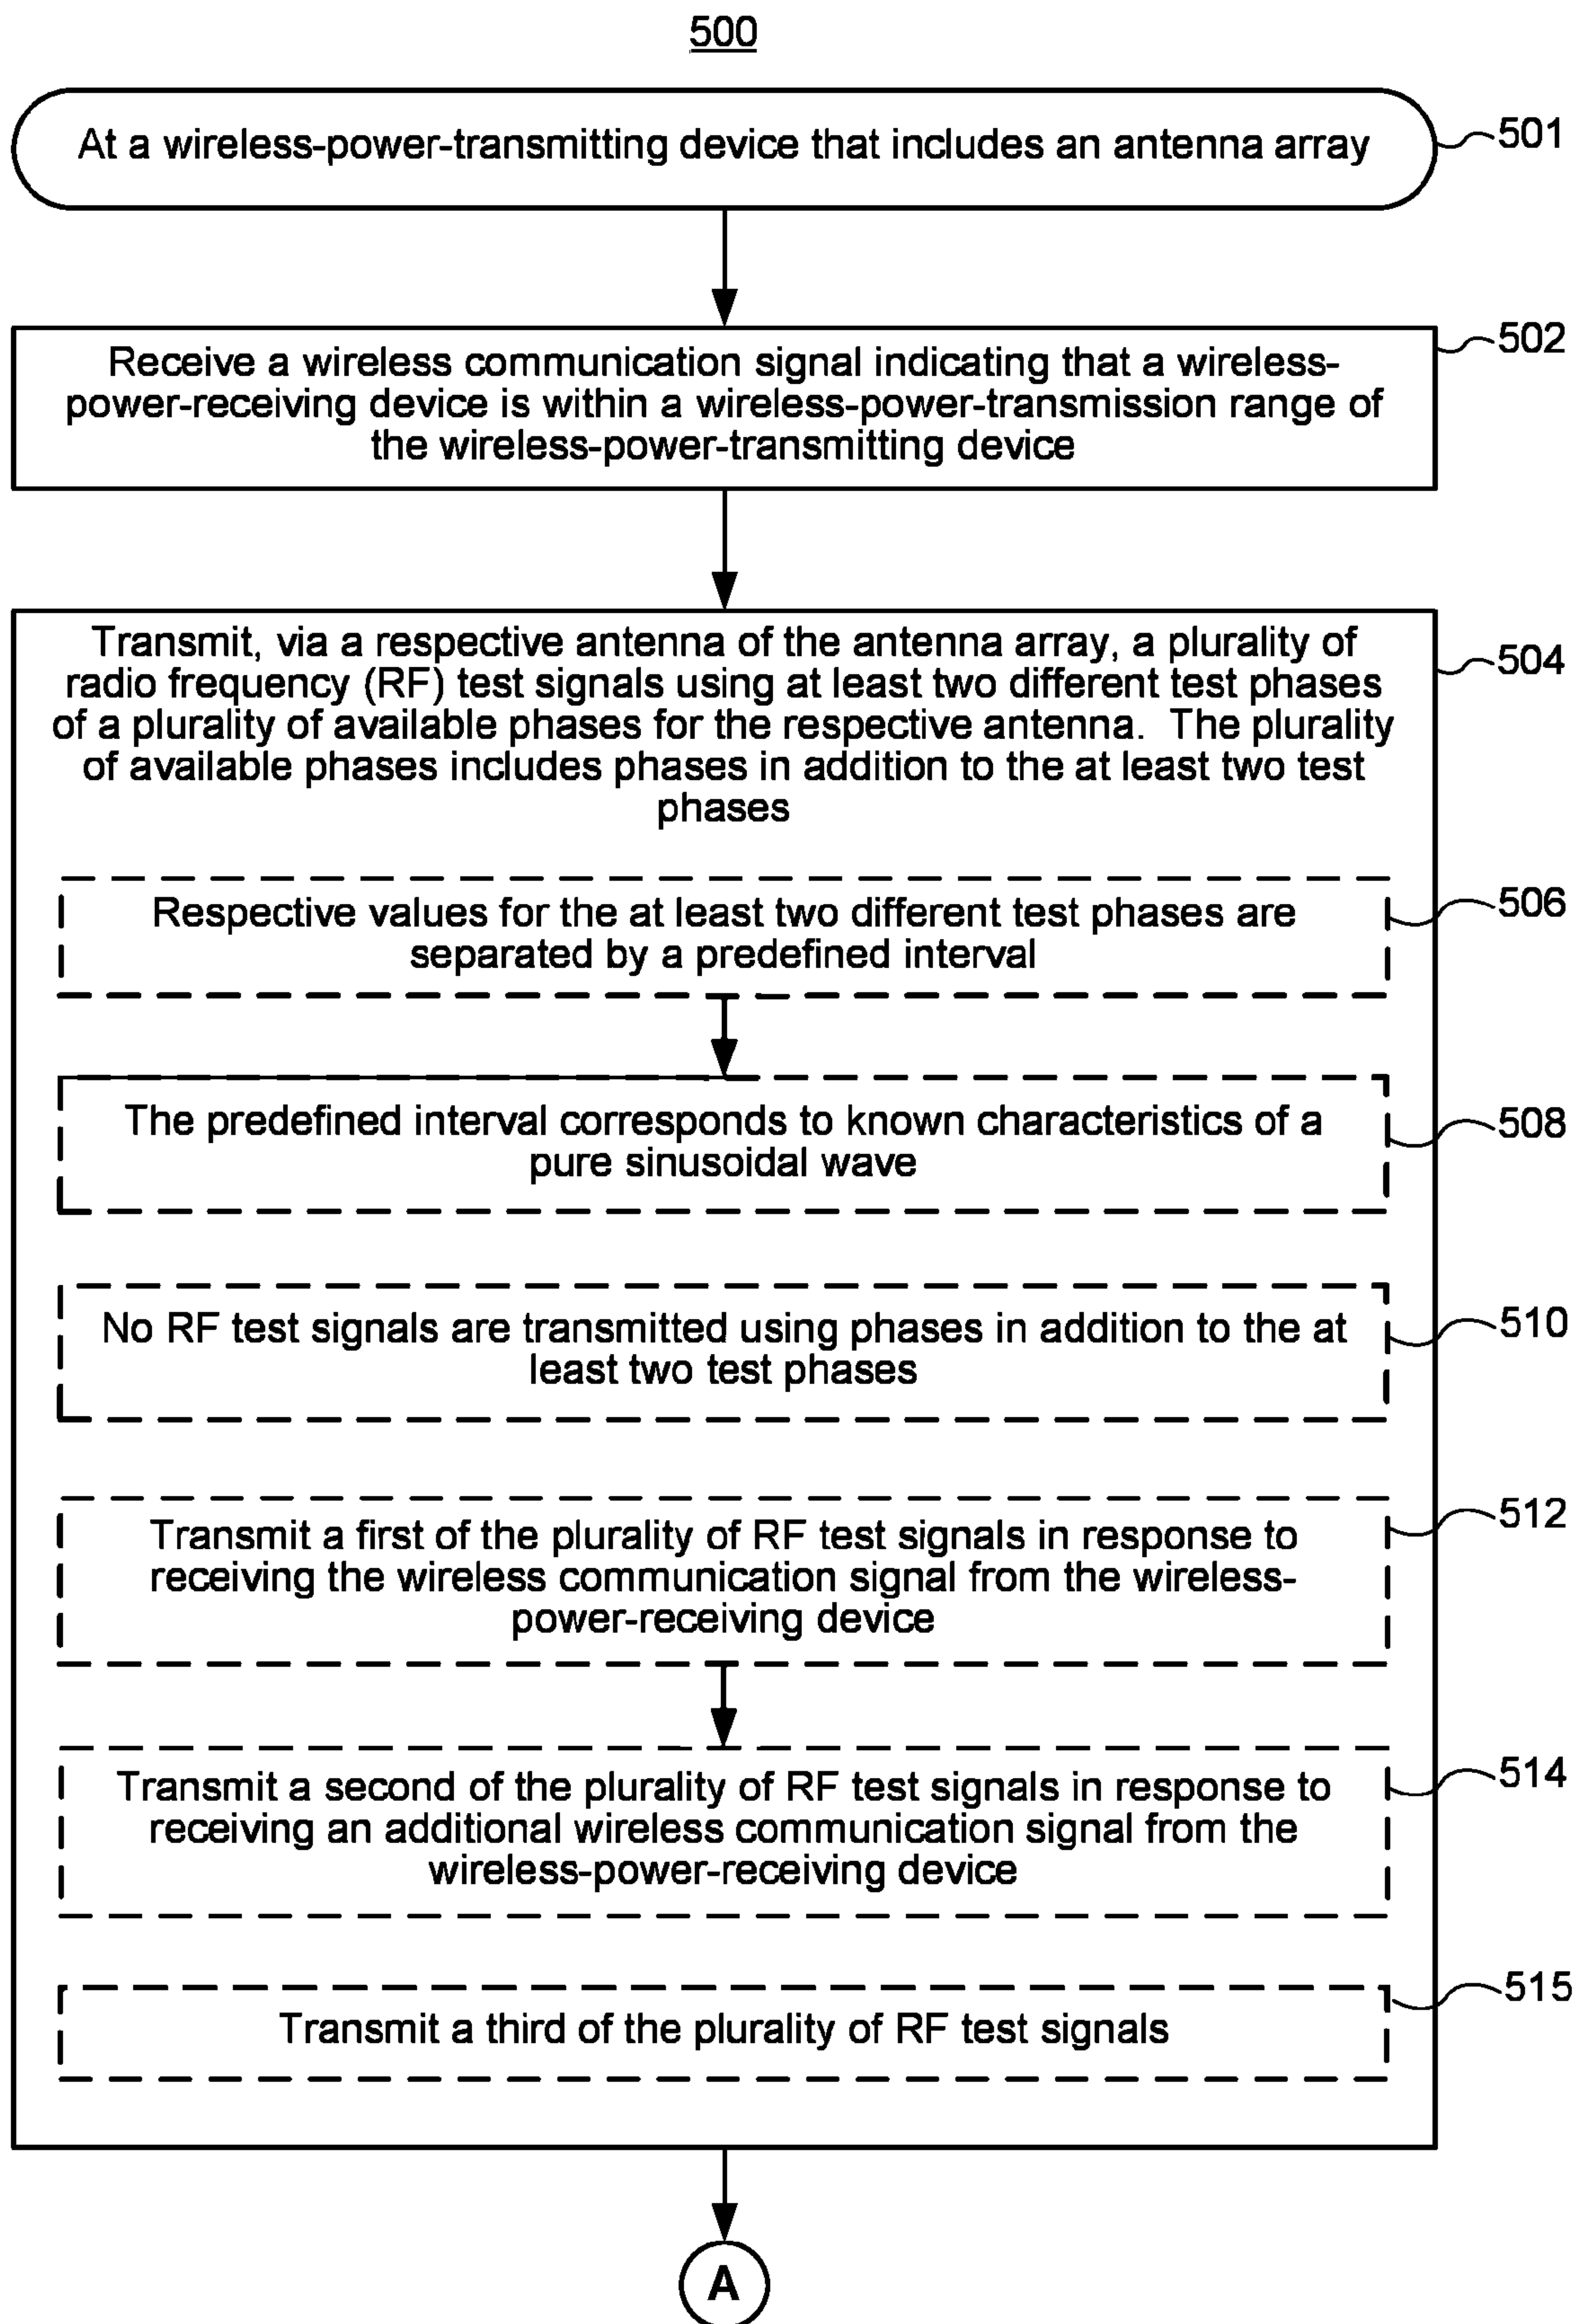 500
At a wireless-power-transmitting device that includes an antenna array
501
Receive a wireless communication signal indicating that a wireless-
power-receiving device is within a wireless-power-transmission range of
the wireless-power-transmitting device
502
Transmit, via a respective antenna of the antenna array, a plurality of
radio frequency (RF) test signals using at least two different test phases
of a plurality of available phases for the respective antenna.  The plurality
of available phases includes phases in addition to the at least two test
phases
504
Respective values for the at least two different test phases are
separated by a predefined interval
506
The predefined interval corresponds to known characteristics of a
pure sinusoidal wave
508
No RF test signals are transmitted using phases in addition to the at
least two test phases
510
Transmit a first of the plurality of RF test signals in response to
receiving the wireless communication signal from the wireless-
power-receiving device
512
Transmit a second of the plurality of RF test signals in response to
receiving an additional wireless communication signal from the
wireless-power-receiving device
514
Transmit a third of the plurality of RF test signals
515
A